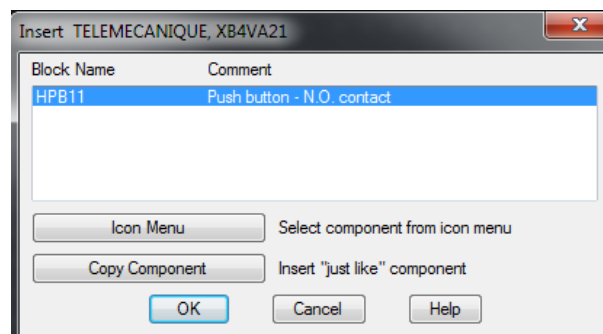 Insert TELEMECANIQUE, XB4VA21
Block Name Comment
HPB11 Push button - N.O. contact
Icon Menu Select component from icon menu
Copy Component Insert "just like" component
OK Cancel Help